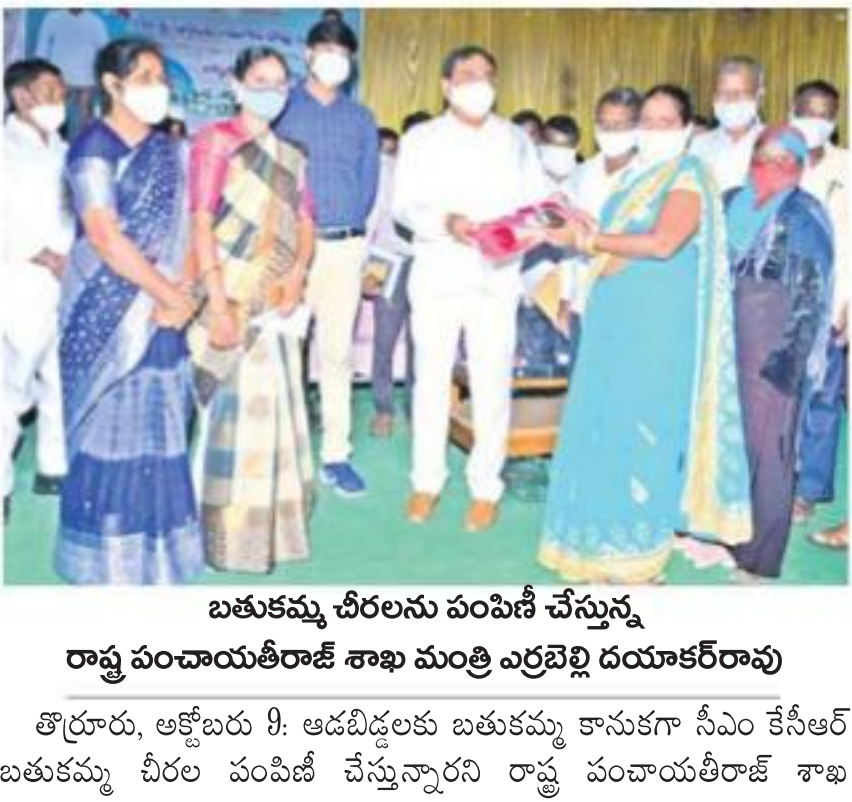 బతుకమ్మ చీరలను పంపిణీ చేస్తున్న
రాష్ట్ర పంచాయతీరాజ్ శాఖ మంత్రి ఎర్రబెల్లి దయాకర్‌రావు
తొర్రూరు, అక్టోబరు 9: ఆడబిడ్డలకు బతుకమ్మ కానుకగా సీఎం కేసీఆర్
బతుకమ్మ చీరల పంపిణీ చేస్తున్నారని రాష్ట్ర పంచాయతీరాజ్ శాఖ